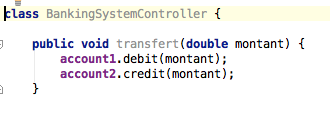 class BankingSystemController {
public void transfert(double montant) {
account1.debit(montant);
account2.credit(montant);
}